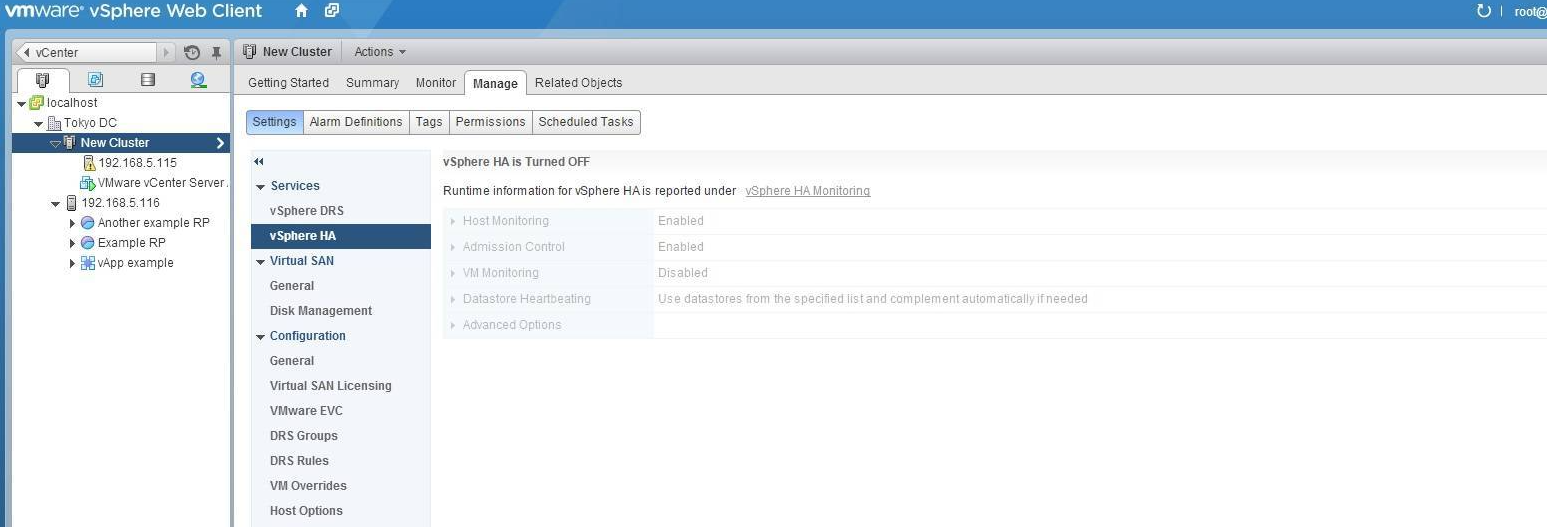 vmware® vSphere Web Client
root@
vCenter
localhost
Tokyo DC
New Cluster
192.168.5.115
VMware vCenter Server
192.168.5.116
Another example RP
Example RP
vApp example
New Cluster Actions
Getting Started Summary Monitor Manage Related Objects
Settings Alarm Definitions Tags Permissions Scheduled Tasks
Services
vSphere DRS
vSphere HA
Virtual SAN
General
Disk Management
Configuration
General
Virtual SAN Licensing
VMware EVC
DRS Groups
DRS Rules
VM Overrides
Host Options
vSphere HA is Turned OFF
Runtime information for vSphere HA is reported under vSphere HA Monitoring
Host Monitoring Enabled
Admission Control Enabled
VM Monitoring Disabled
Datastore Heartbeating Use datastores from the specified list and complement automatically if needed
Advanced Options